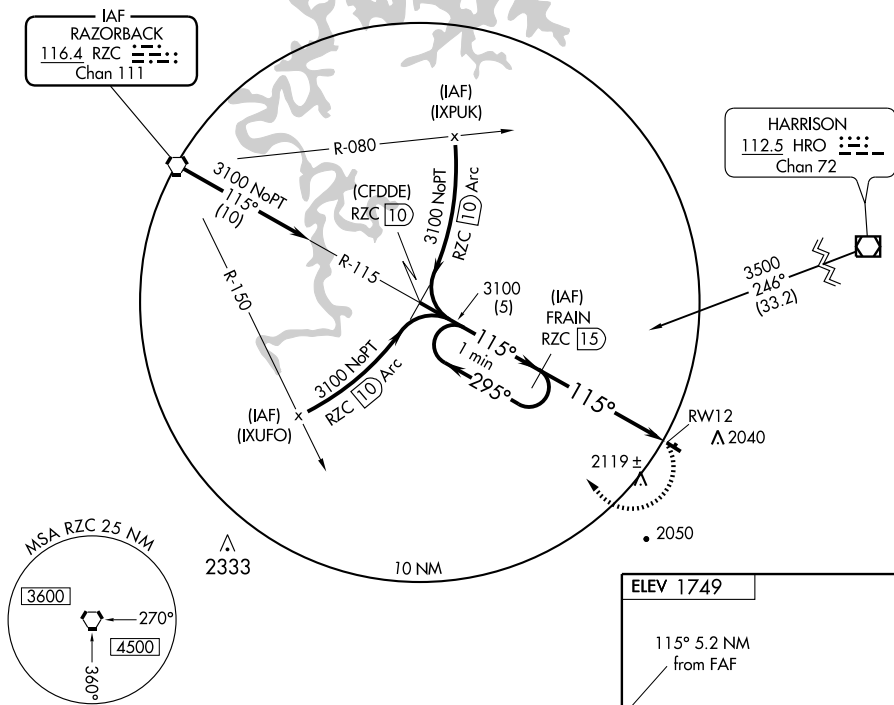 IAF
RAZORBACK
116.4 RZC
Chan 111
(IAF)
(IXPUK)
HARRISON
112.5 HRO
Chan 72
R-080
3100 NoPT
115°
(10)
(CFDDE)
RZC 10
3100 NoPT
RZC 10 Arc
R-115
R-150
3100
(5)
(IAF)
FRAIN
RZC 15
3500
246°
(33.2)
115°
1 min
295°
115°
3100 NoPT
RZC 10 Arc
(IAF)
(IXUFO)
RW12
2040
2119 ±
2050
2333
10 NM
MSA RZC 25 NM
3600
270°
4500
360°
ELEV 1749
115° 5.2 NM
from FAF